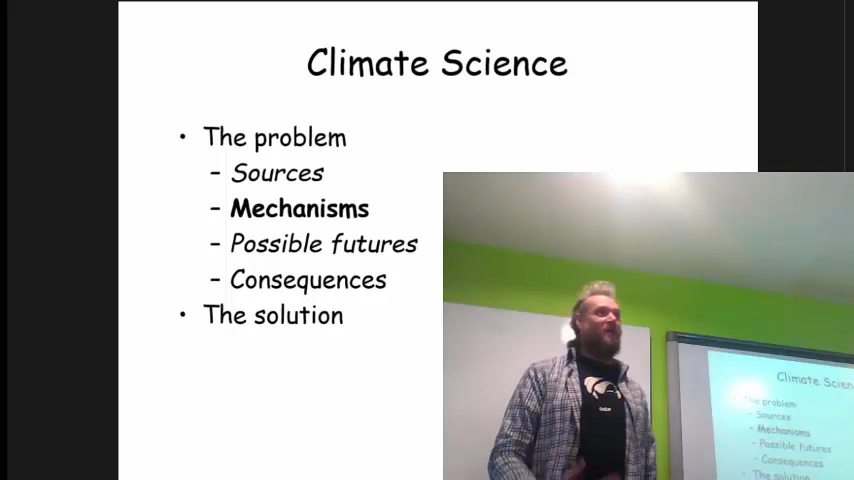 Climate Science
• The problem
– Sources
– Mechanisms
– Possible futures
– Consequences
• The solution
Climate Scien
The problem
– Sources
– Mechanisms
– Possible futures
– Consequences
The solution